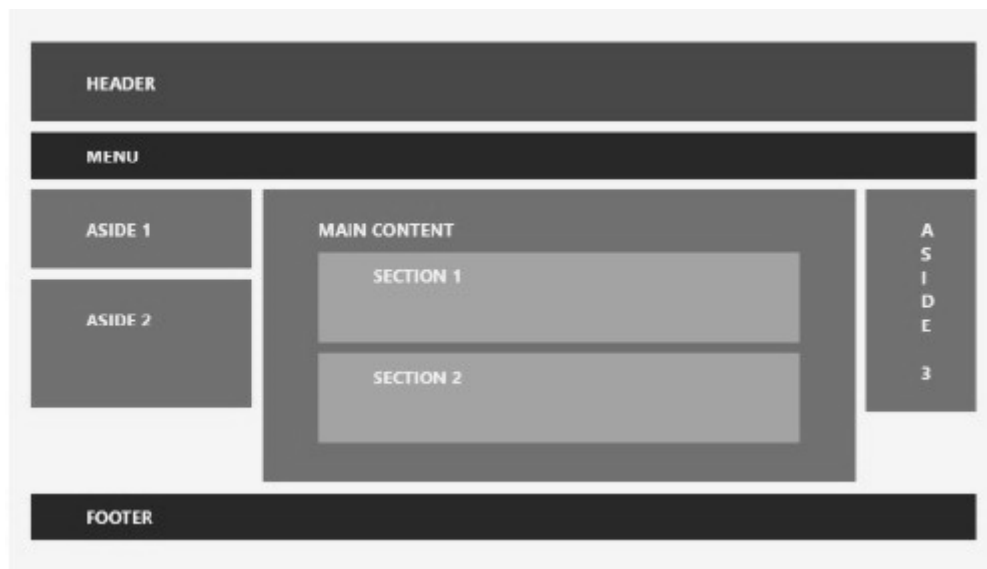 HEADER
MENU
ASIDE 1
ASIDE 2
MAIN CONTENT
SECTION 1
SECTION 2
A
S
I
D
E
3
FOOTER